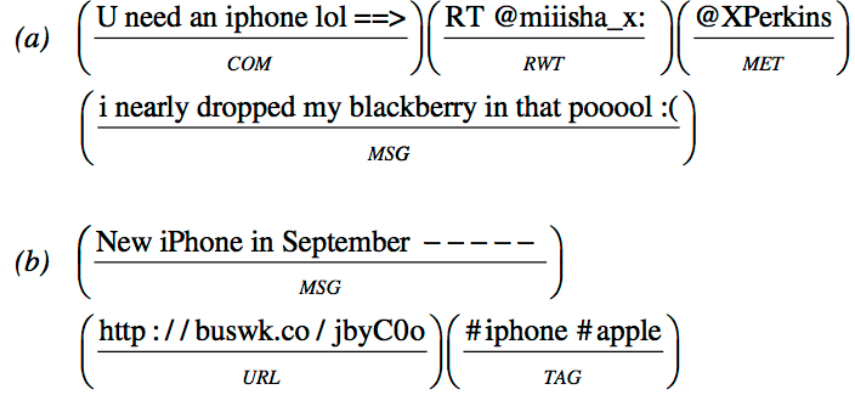 (a) (U need an iphone lol ==>)(RT @miiisha_x: )(@XPerkins)
COM RWT MET
(i nearly dropped my blackberry in that pooool :()
MSG
(b) (New iPhone in September -----)
MSG
(http://buswk.co/jbyC0o)(#iphone #apple)
URL TAG